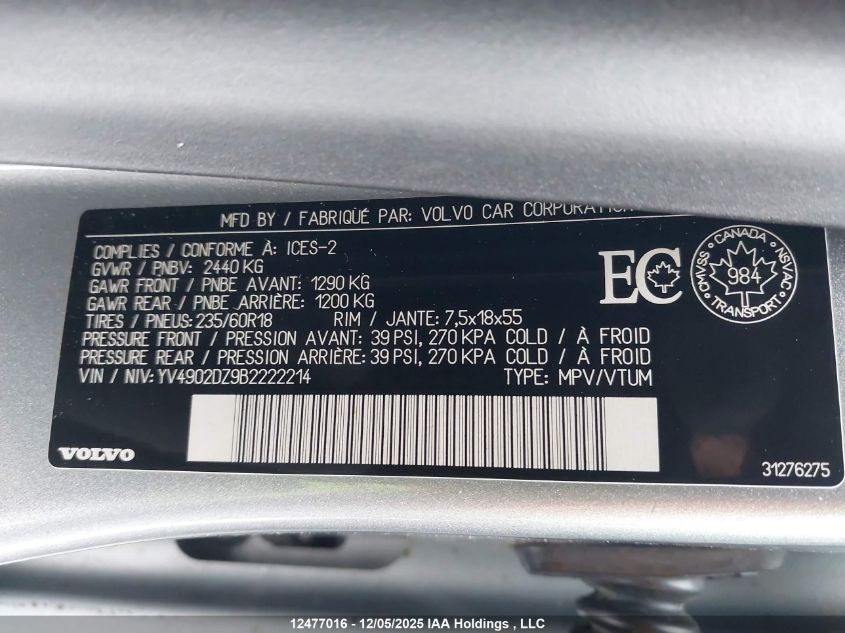 MFD BY / FABRIQUÉ PAR: VOLVO CAR CORPORATION
COMPLIES / CONFORME À: ICES-2
GVWR / PNBV: 2440 KG
GAWR FRONT / PNBE AVANT: 1290 KG
GAWR REAR / PNBE ARRIÈRE: 1200 KG
TIRES / PNEUS: 235/60R18 RIM / JANTE: 7,5x18x55
PRESSURE FRONT / PRESSION AVANT: 39 PSI, 270 KPA COLD / À FROID
PRESSURE REAR / PRESSION ARRIÈRE: 39 PSI, 270 KPA COLD / À FROID
VIN / NIV: YV4902DZ9B2222214 TYPE: MPV/VTUM
EC
CANADA
CMVSS 984 NSVAC
TRANSPORT
VOLVO
31276275
12477016 - 12/05/2025 IAA Holdings , LLC